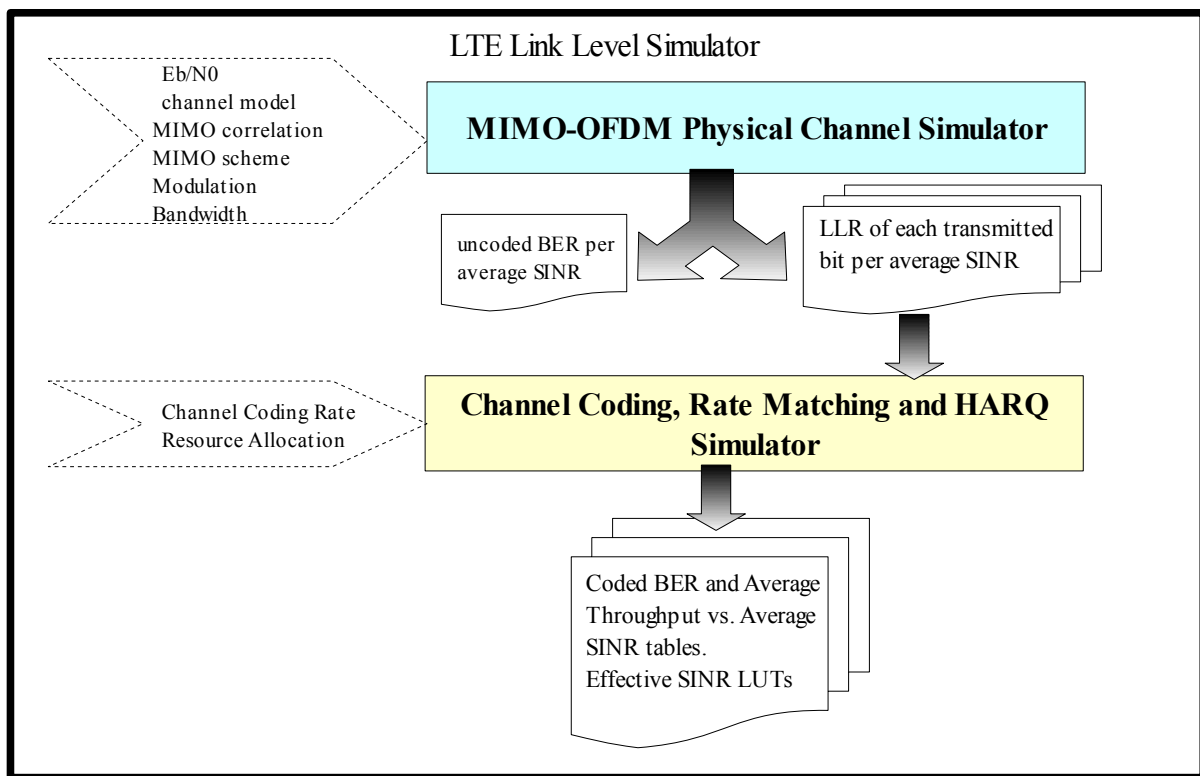 LTE Link Level Simulator
Eb/N0
channel model
MIMO correlation
MIMO scheme
Modulation
Bandwidth
MIMO-OFDM Physical Channel Simulator
uncoded BER per
average SINR
LLR of each transmitted
bit per average SINR
Channel Coding Rate
Resource Allocation
Channel Coding, Rate Matching and HARQ
Simulator
Coded BER and Average
Throughput vs. Average
SINR tables.
Effective SINR LUTs